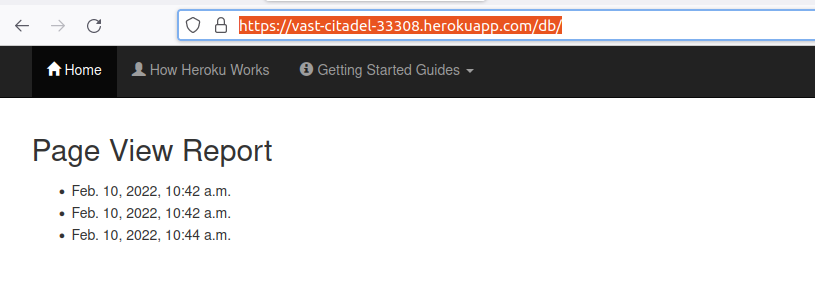 https://vast-citadel-33308.herokuapp.com/db/
Home How Heroku Works Getting Started Guides
Page View Report
• Feb. 10, 2022, 10:42 a.m.
• Feb. 10, 2022, 10:42 a.m.
• Feb. 10, 2022, 10:44 a.m.